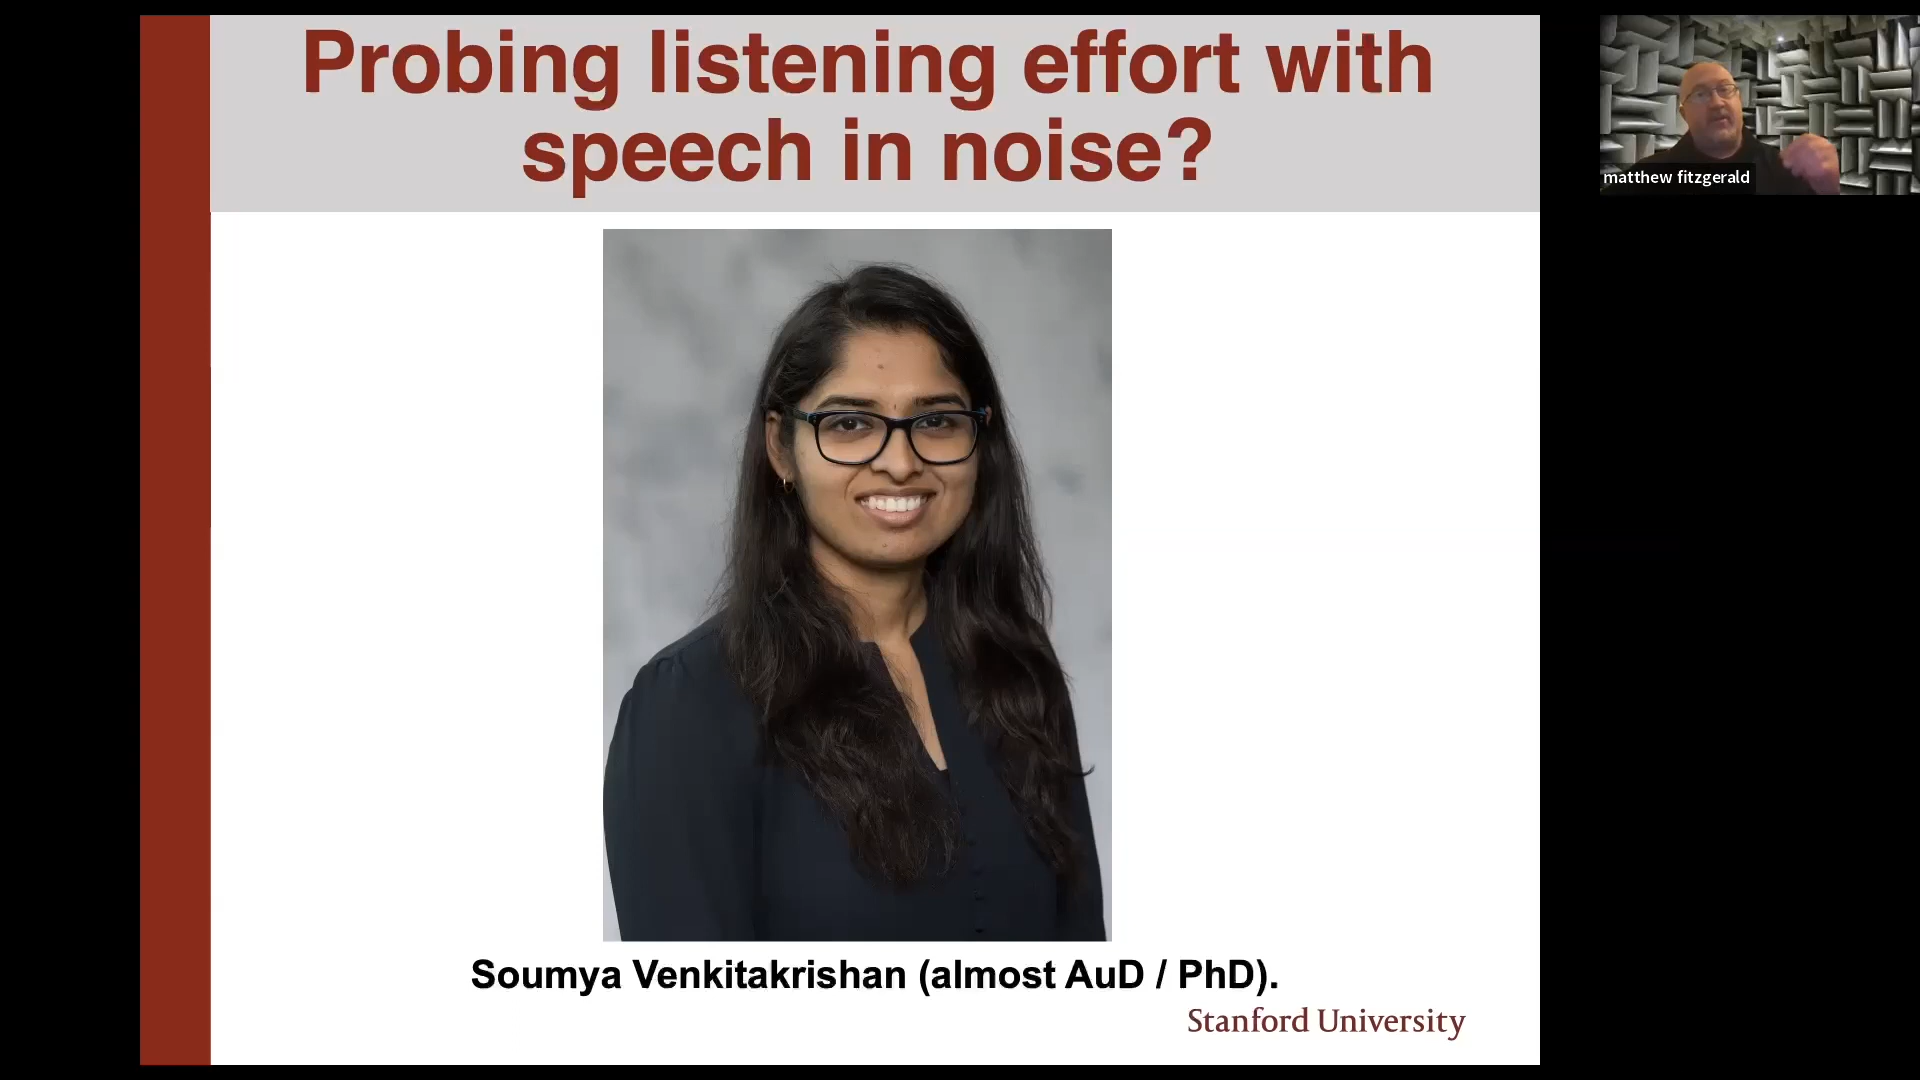 Probing listening effort with
speech in noise?
matthew fitzgerald
Soumya Venkitakrishan (almost AuD / PhD).
Stanford University